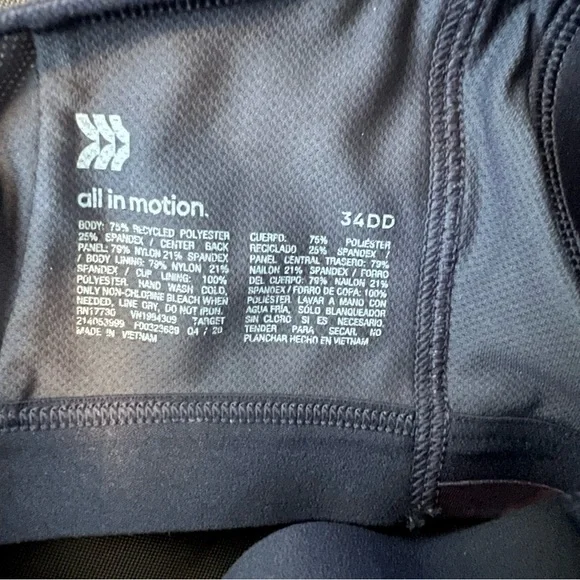 all in motion.
34DD
BODY: 75% RECYCLED POLYESTER
25% SPANDEX / CENTER BACK
PANEL: 79% NYLON 21% SPANDEX
/ BODY LINING: 79% NYLON 21%
SPANDEX / CUP LINING: 100%
POLYESTER. HAND WASH COLD.
ONLY NON-CHLORINE BLEACH WHEN
NEEDED, LINE DRY, DO NOT IRON.
RN17730 VN1994309 TARGET
214053999 F00323689 04 / 20
MADE IN VIETNAM
CUERPO: 75% POLIÉSTER
RECICLADO 25% SPANDEX /
PANEL CENTRAL TRASERO: 79%
NAILON 21% SPANDEX / FORRO
DEL CUERPO: 79% NAILON 21%
SPANDEX / FORRO DE COPA: 100%
POLIÉSTER. LAVAR A MANO CON
AGUA FRÍA, SÓLO BLANQUEADOR
SIN CLORO SI ES NECESARIO,
TENDER PARA SECAR, NO
PLANCHAR HECHO EN VIETNAM